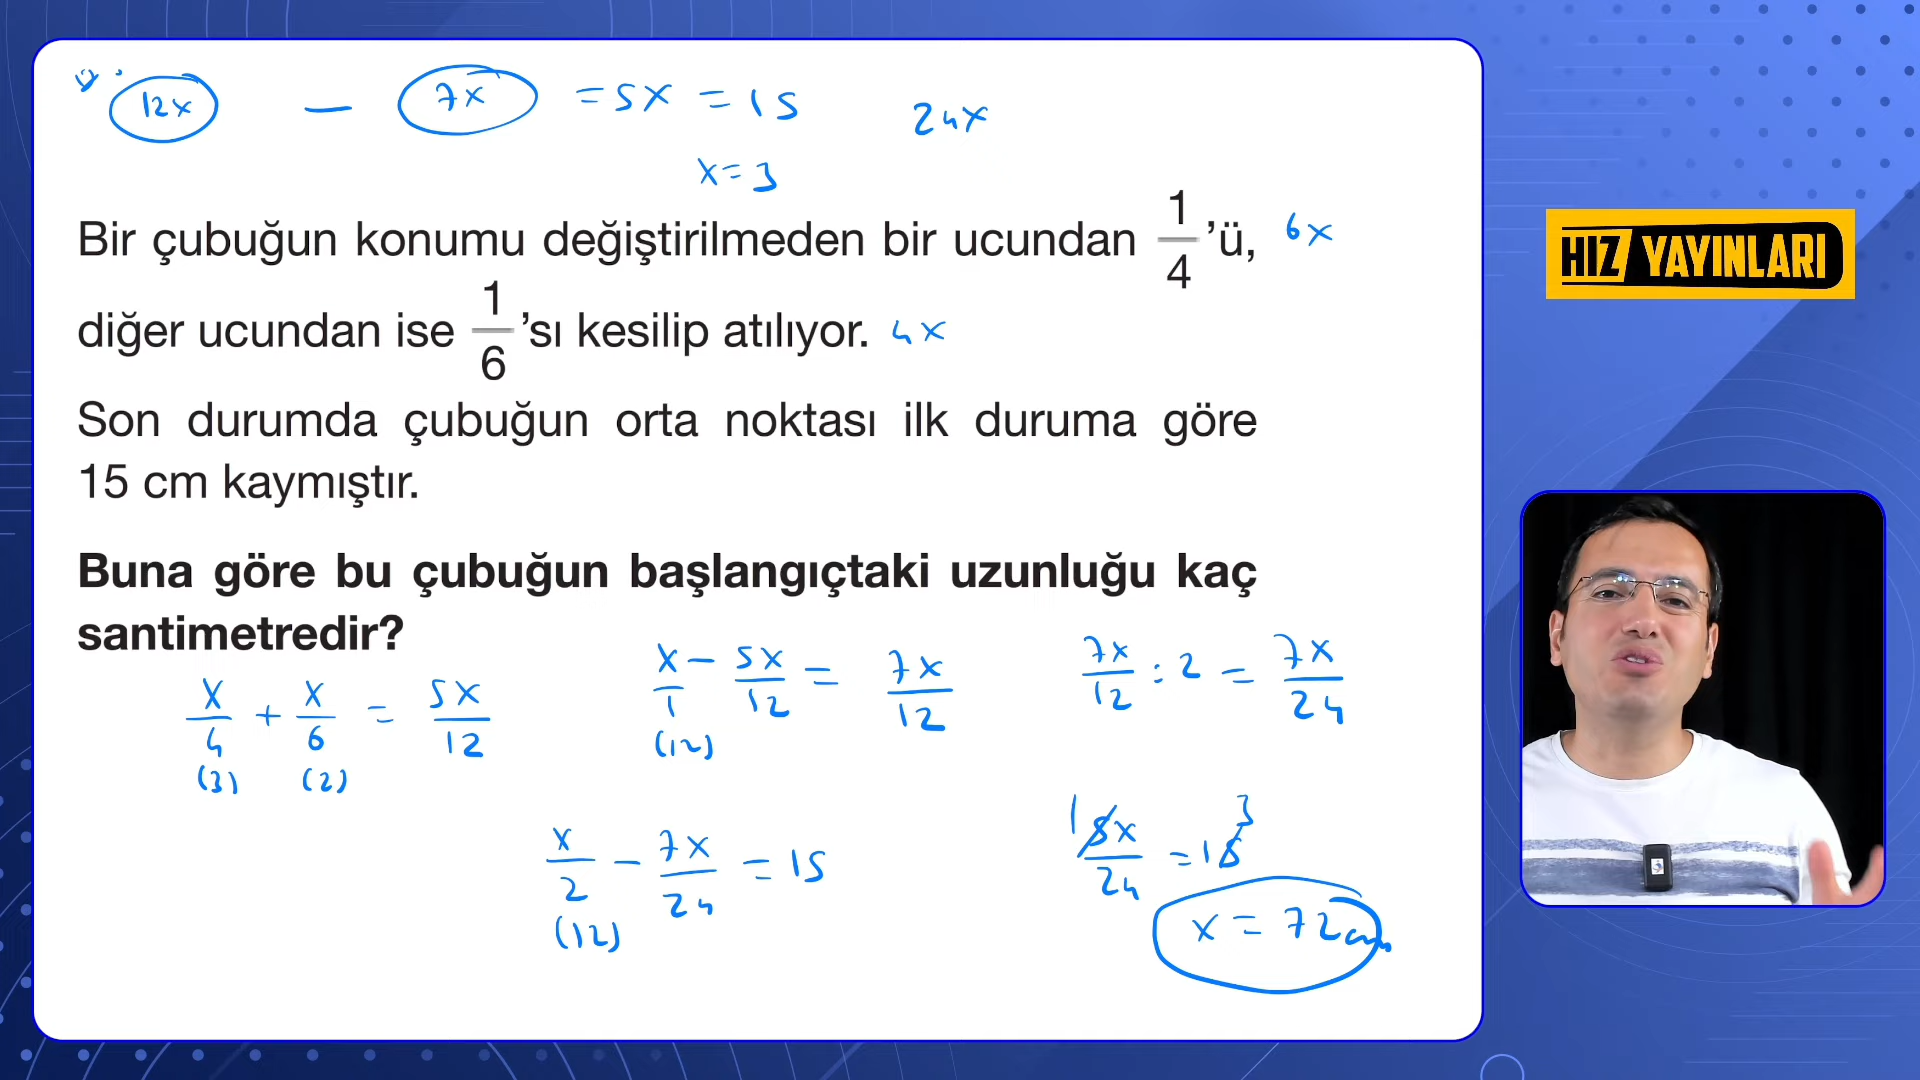 12x — 7x = 5x = 15 24x
x = 3
Bir çubuğun konumu değiştirilmeden bir ucundan 1/4 'ü, 6x
diğer ucundan ise 1/6 'sı kesilip atılıyor. 4x
Son durumda çubuğun orta noktası ilk duruma göre
15 cm kaymıştır.
Buna göre bu çubuğun başlangıçtaki uzunluğu kaç
santimetredir?
x/4 + x/6 = 5x/12
(3) (2)
x/1 - 5x/12 = 7x/12
(12)
7x/12 : 2 = 7x/24
x/2 - 7x/24 = 15
(12)
1 5x/24 = 15 3
x = 72 cm
HIZ YAYINLARI